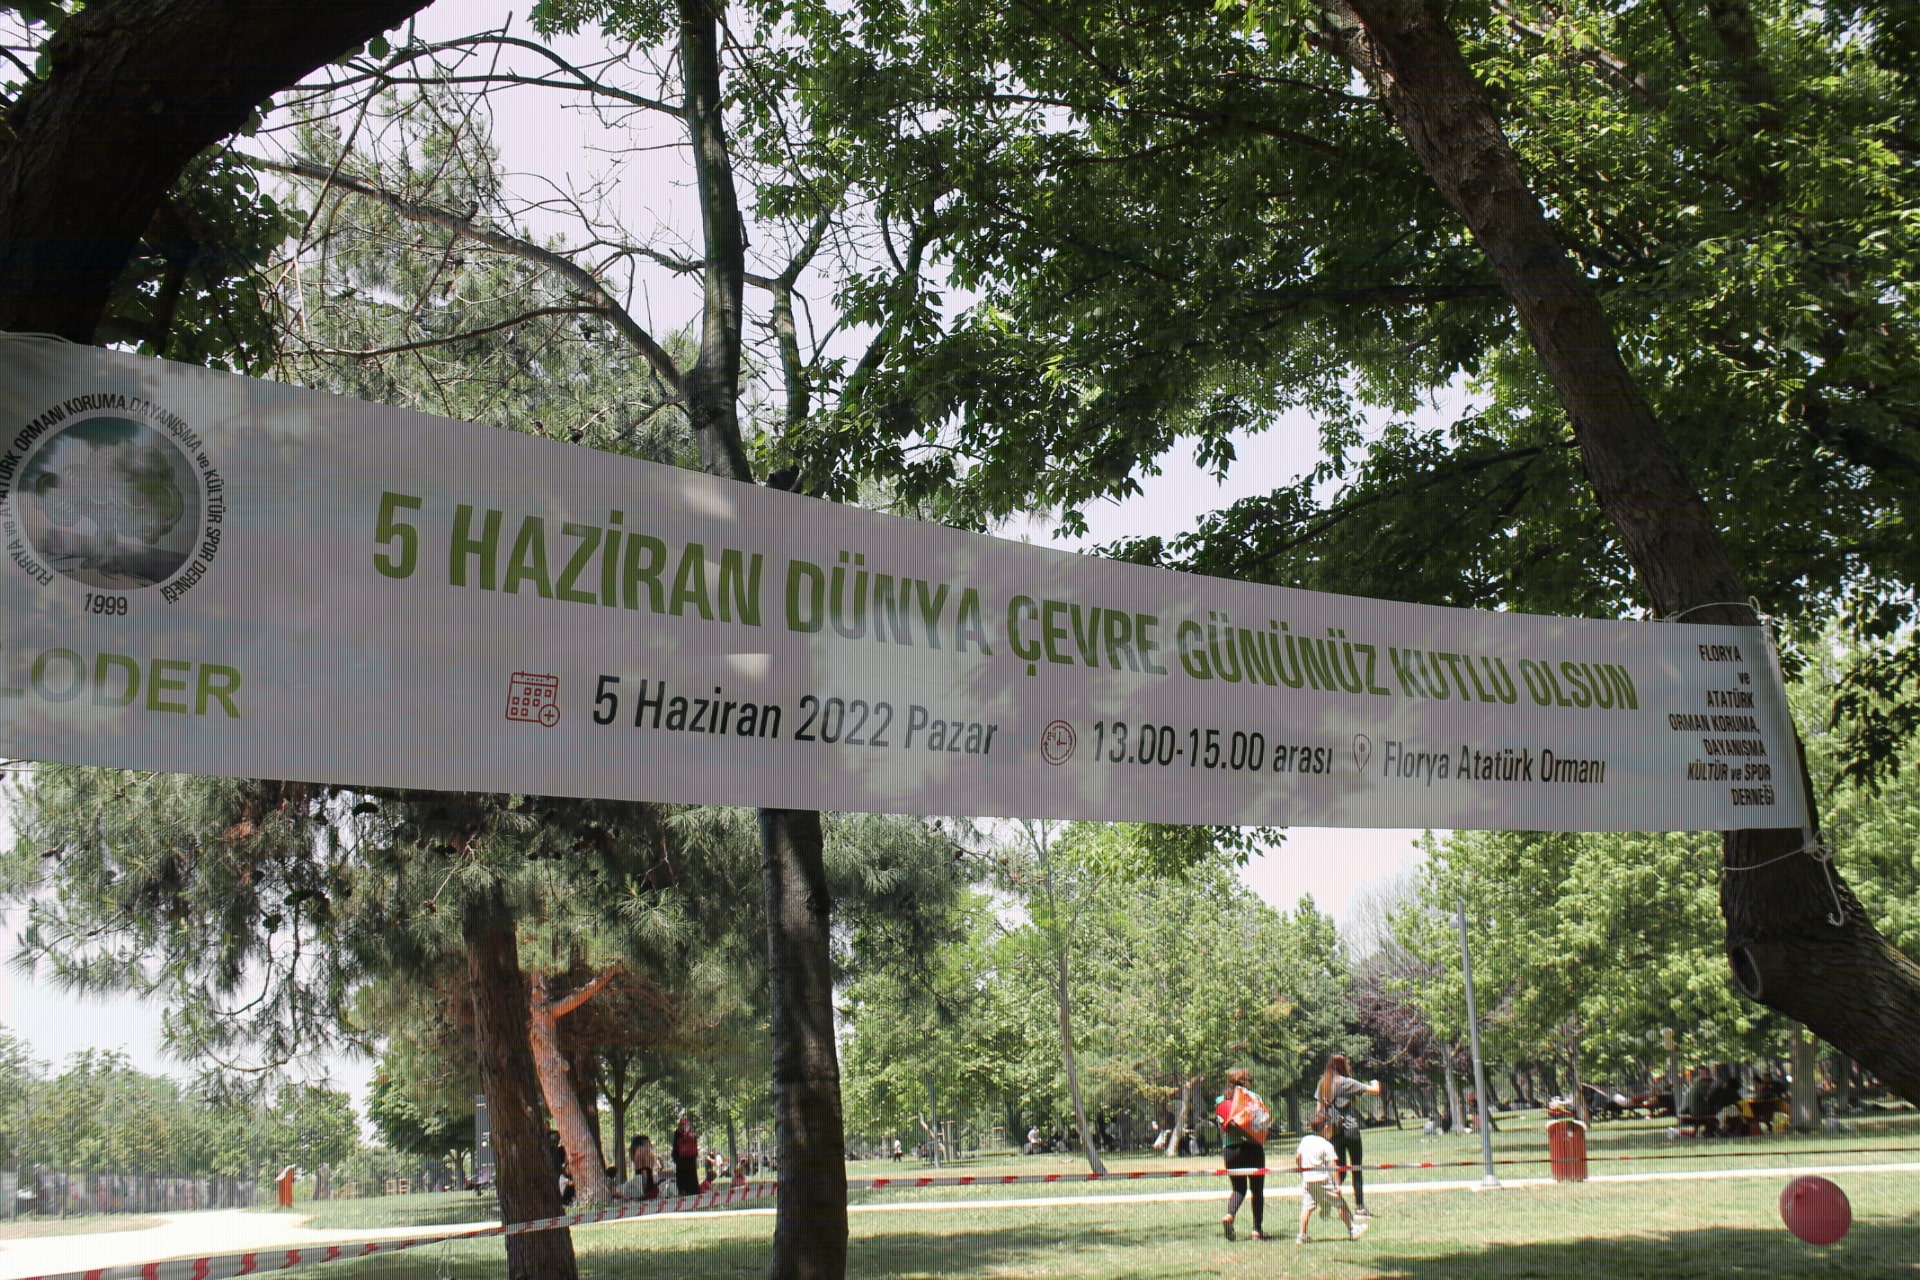 FLORYA ve ATATÜRK ORMANI KORUMA,DAYANIŞMA ve KÜLTÜR SPOR DERNEĞİ
1999
LODER
5 HAZİRAN DÜNYA ÇEVRE GÜNÜNÜZ KUTLU OLSUN
5 Haziran 2022 Pazar
13.00-15.00 arası
Florya Atatürk Ormanı
FLORYA
ve
ATATÜRK
ORMAN KORUMA,
DAYANIŞMA
KÜLTÜR ve SPOR
DERNEĞİ